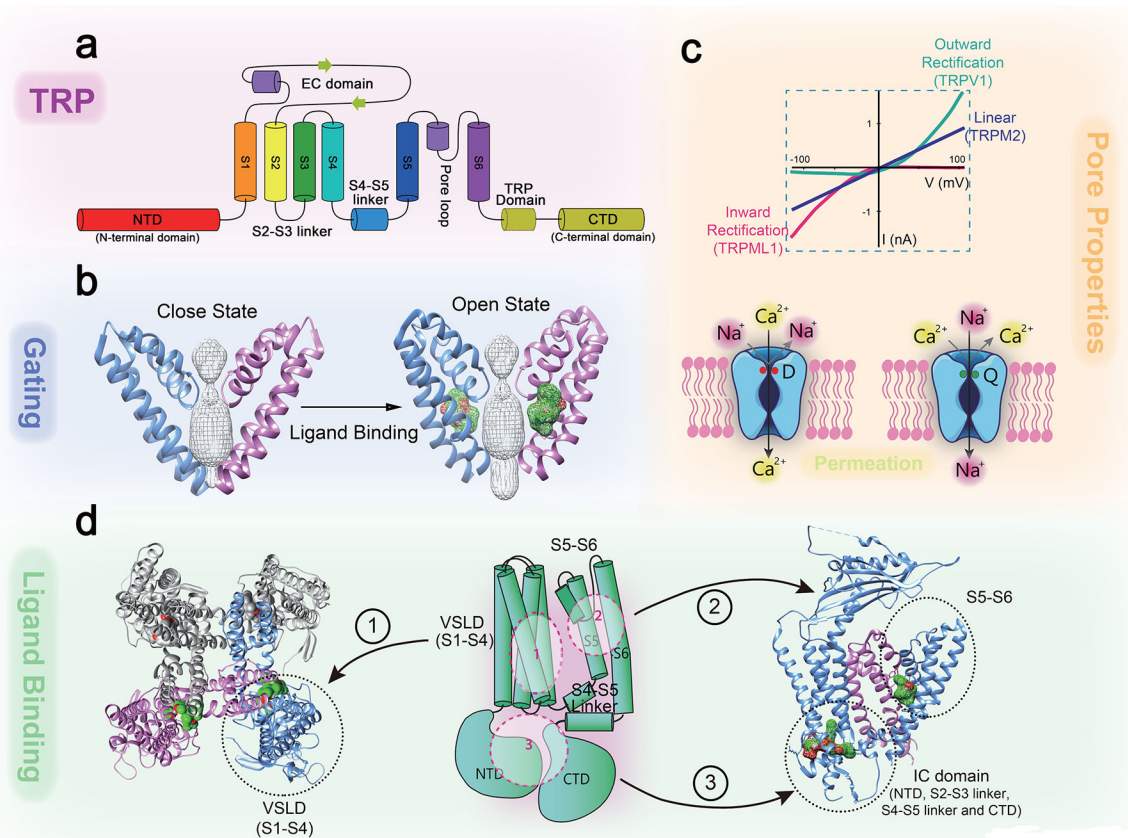 a
TRP
EC domain
S1
S2
S3
S4
S5
S6
S4-S5
linker
Pore loop
TRP
Domain
NTD
(N-terminal domain)
S2-S3 linker
CTD
(C-terminal domain)
b
Gating
Close State
Open State
Ligand Binding
c
Pore Properties
Outward
Rectification
(TRPV1)
Linear
(TRPM2)
1
-100
100
V (mV)
-1
I (nA)
Inward
Rectification
(TRPML1)
Ca2+
Na+
Na+
D
Ca2+
Na+
Ca2+
Ca2+
Q
Na+
Permeation
d
Ligand Binding
VSLD
(S1-S4)
1
S5-S6
VSLD
(S1-S4)
1
2
S5
S6
S4-S5
Linker
3
NTD
CTD
2
3
S5-S6
IC domain
(NTD, S2-S3 linker,
S4-S5 linker and CTD)